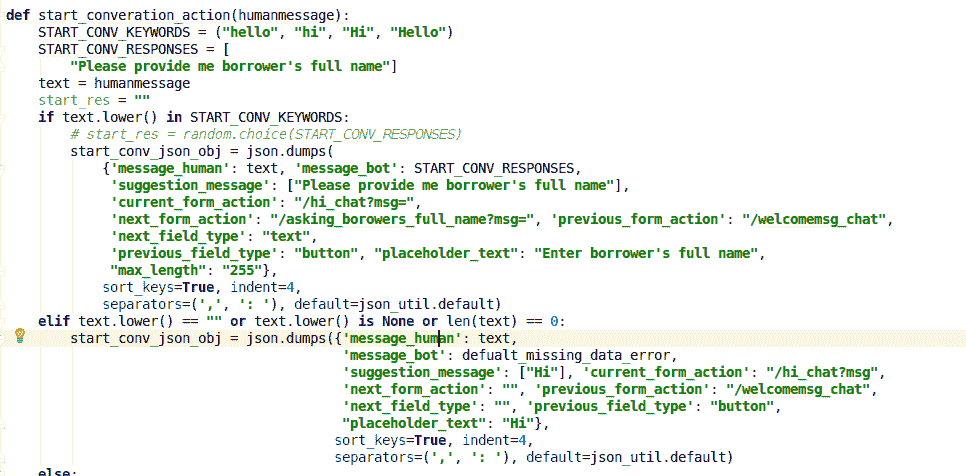 def start_converation_action(humanmessage):
    START_CONV_KEYWORDS = ("hello", "hi", "Hi", "Hello")
    START_CONV_RESPONSES = [
        "Please provide me borrower's full name"]
    text = humanmessage
    start_res = ""
    if text.lower() in START_CONV_KEYWORDS:
        # start_res = random.choice(START_CONV_RESPONSES)
        start_conv_json_obj = json.dumps(
            {'message_human': text, 'message_bot': START_CONV_RESPONSES,
             'suggestion_message': ["Please provide me borrower's full name"],
             'current_form_action': "/hi_chat?msg=",
             'next_form_action': "/asking_borowers_full_name?msg=", 'previous_form_action': "/welcomemsg_chat",
             'next_field_type': "text",
             'previous_field_type': "button", "placeholder_text": "Enter borrower's full name",
             "max_length": "255"},
            sort_keys=True, indent=4,
            separators=(',', ': '), default=json_util.default)
    elif text.lower() == "" or text.lower() is None or len(text) == 0:
        start_conv_json_obj = json.dumps({'message_human': text,
                                          'message_bot': defualt_missing_data_error,
                                          'suggestion_message': ["Hi"], 'current_form_action': "/hi_chat?msg",
                                          'next_form_action': "", 'previous_form_action': "/welcomemsg_chat",
                                          'next_field_type': "", 'previous_field_type': "button",
                                          "placeholder_text": "Hi"},
                                         sort_keys=True, indent=4,
                                         separators=(',', ': '), default=json_util.default)
    else: